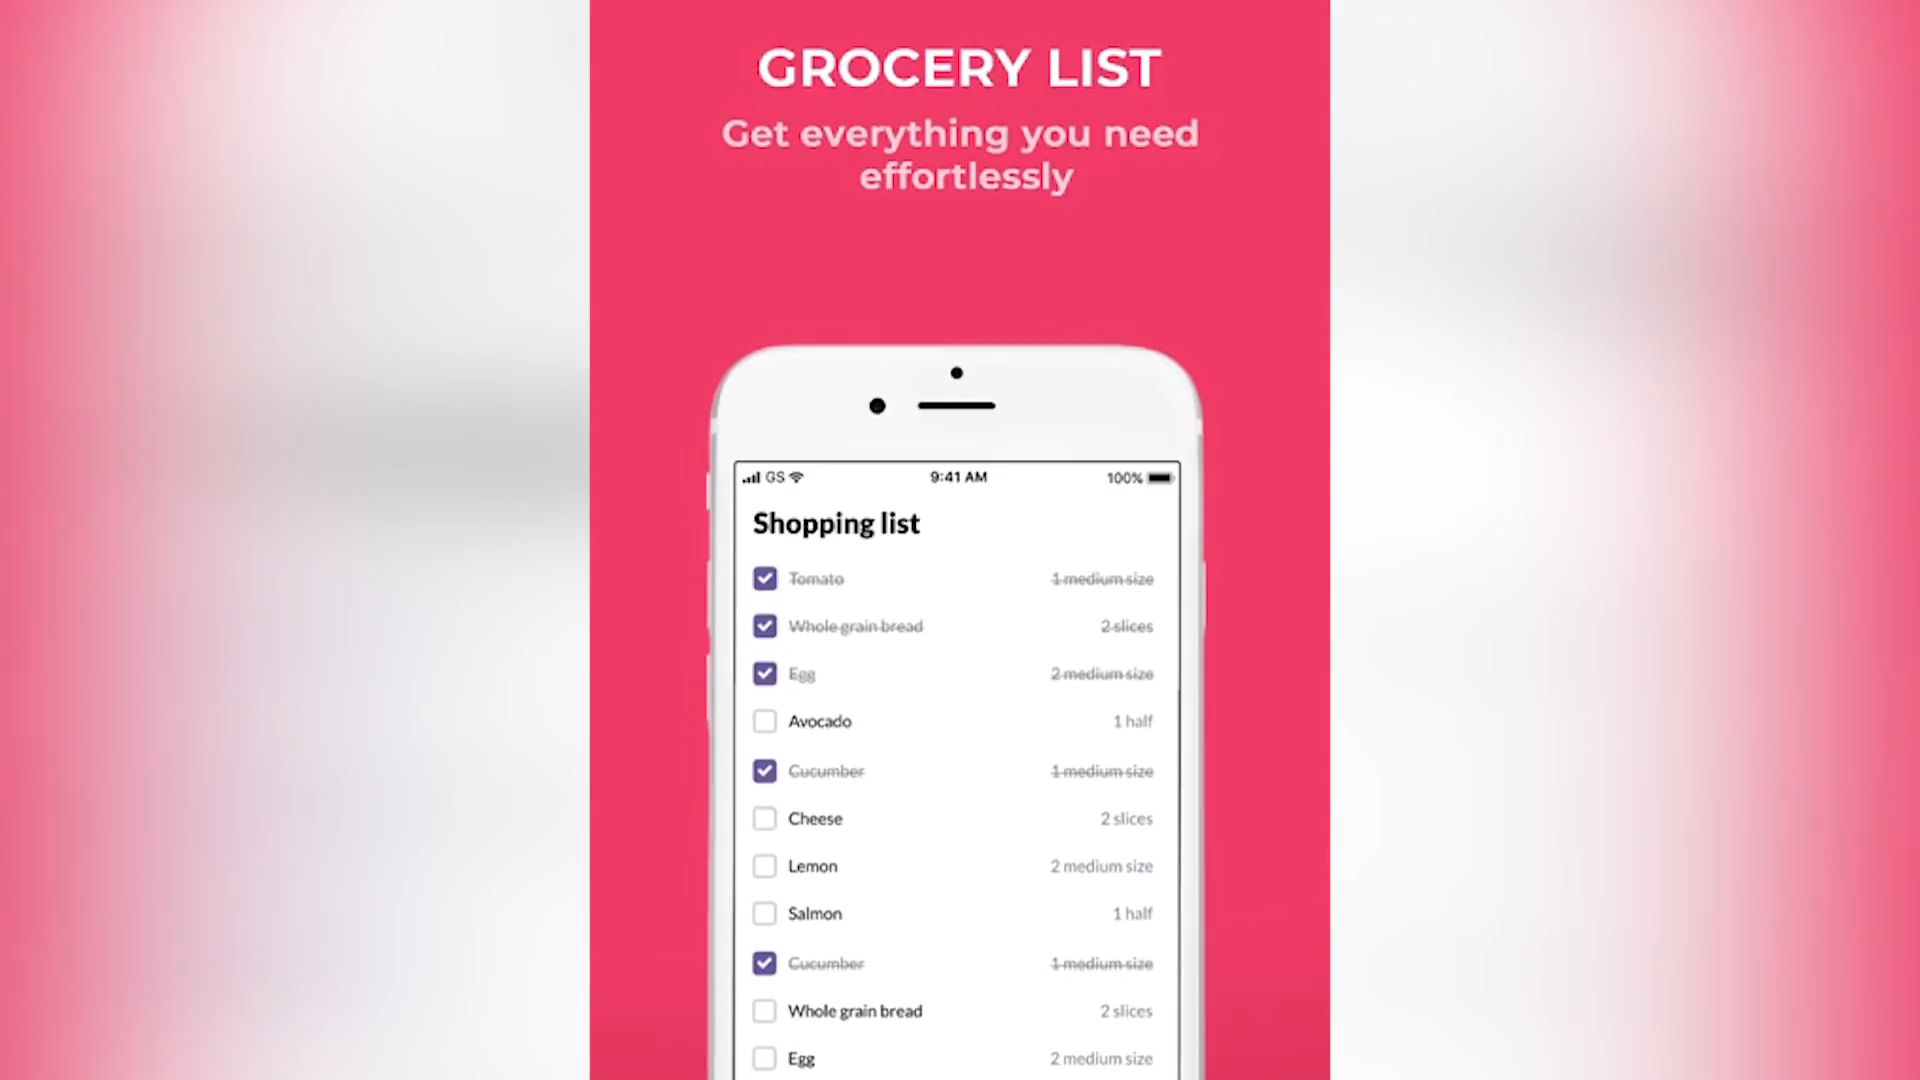 GROCERY LIST
Get everything you need
effortlessly
GS 9:41 AM 100%
Shopping list
Tomato 1 medium size
Whole grain bread 2 slices
Egg 2 medium size
Avocado 1 half
Cucumber 1 medium size
Cheese 2 slices
Lemon 2 medium size
Salmon 1 half
Cucumber 1 medium size
Whole grain bread 2 slices
Egg 2 medium size